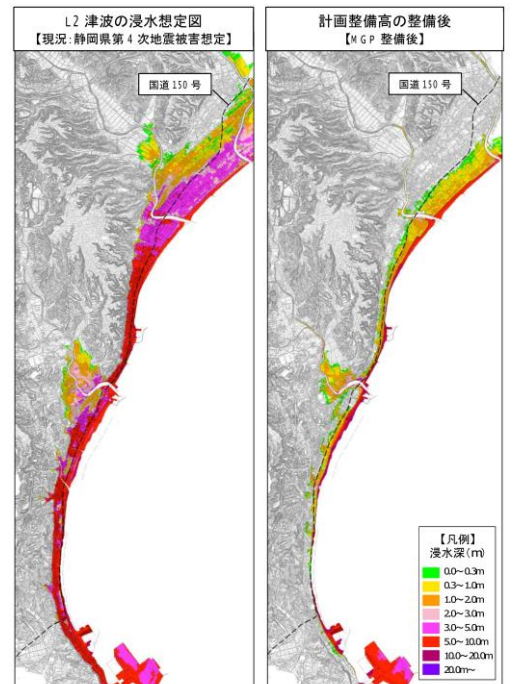 L2 津波の浸水想定図
【現況:静岡県第4次地震被害想定】
国道150号
計画整備高の整備後
【MGP 整備後】
国道150号
【凡例】
浸水深(m)
0.0~0.3m
0.3~1.0m
1.0~2.0m
2.0~3.0m
3.0~5.0m
5.0~10.0m
10.0~20.0m
20.0m~